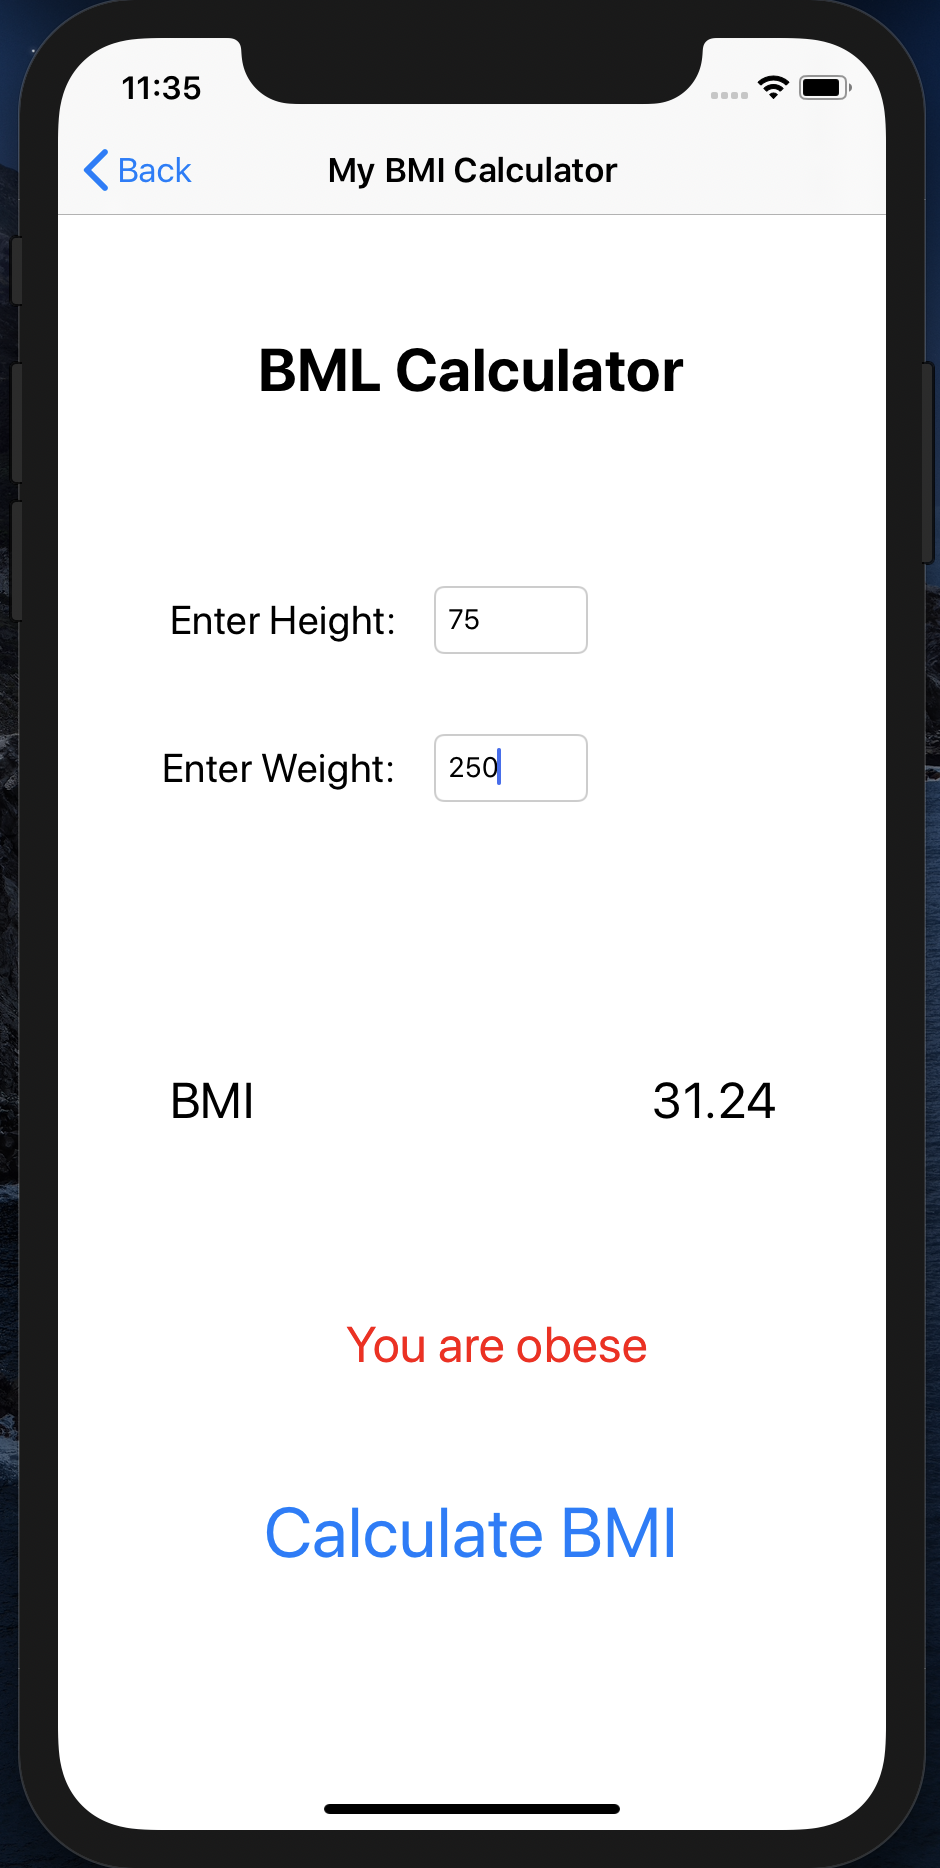 11:35
Back
My BMI Calculator
BML Calculator
Enter Height: 75
Enter Weight: 250
BMI 31.24
You are obese
Calculate BMI